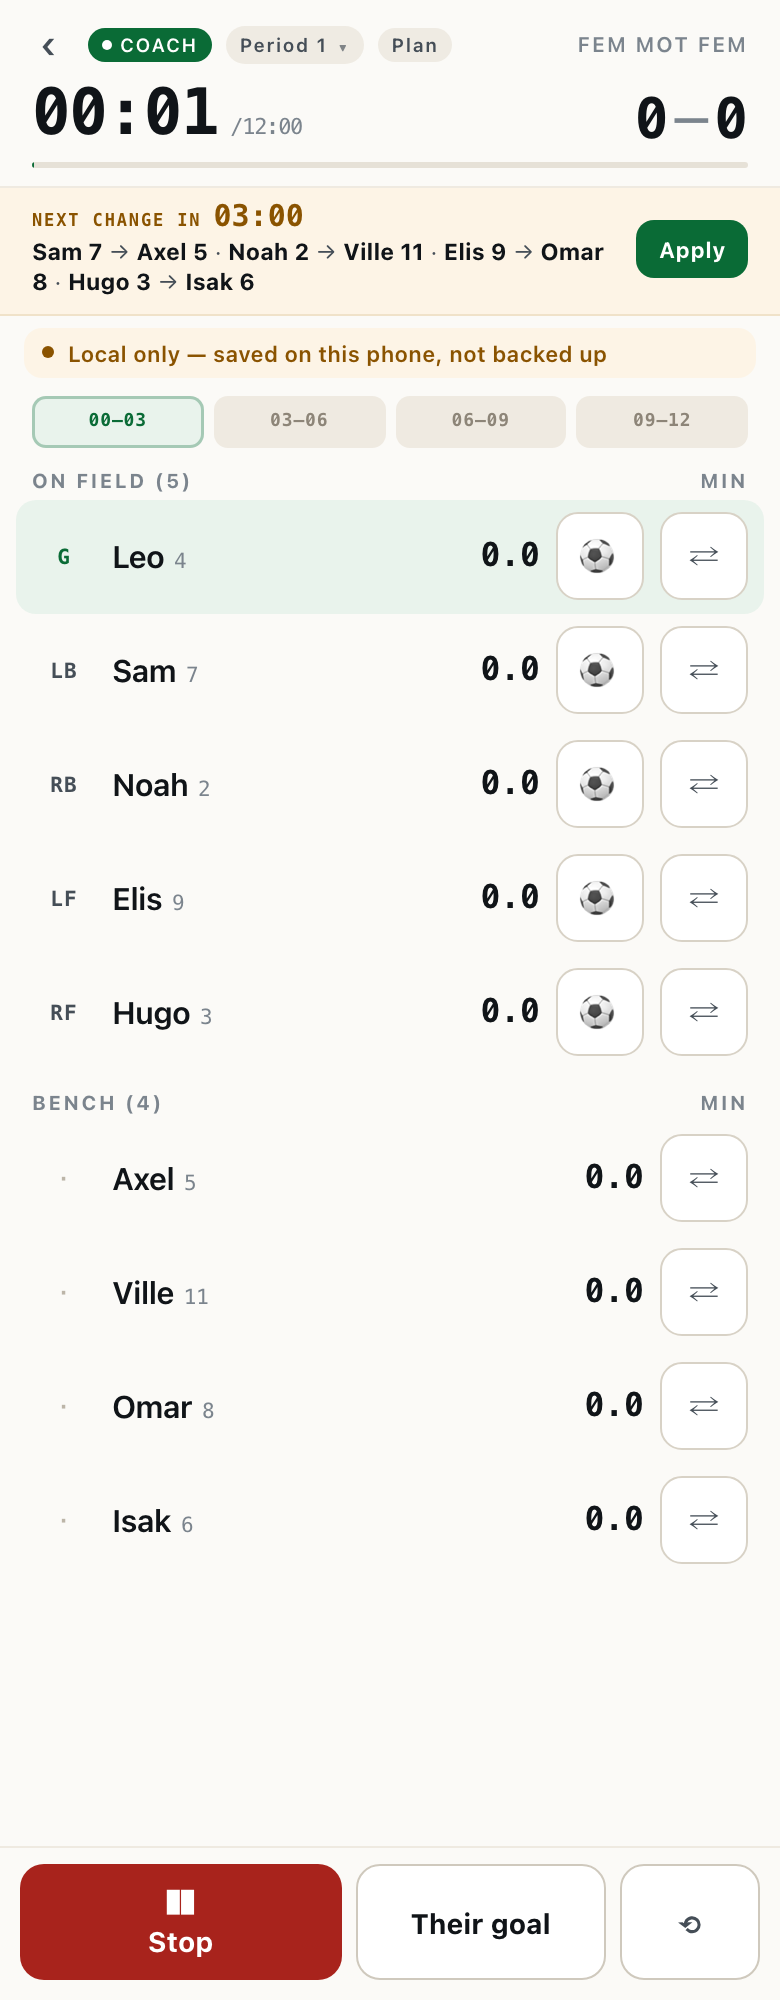 COACH Period 1 Plan FEM MOT FEM
00:01 /12:00 0–0
NEXT CHANGE IN 03:00
Sam 7 → Axel 5 · Noah 2 → Ville 11 · Elis 9 → Omar
8 · Hugo 3 → Isak 6
Apply
Local only — saved on this phone, not backed up
00–03 03–06 06–09 09–12
ON FIELD (5) MIN
G Leo 4 0.0
LB Sam 7 0.0
RB Noah 2 0.0
LF Elis 9 0.0
RF Hugo 3 0.0
BENCH (4) MIN
· Axel 5 0.0
· Ville 11 0.0
· Omar 8 0.0
· Isak 6 0.0
Stop Their goal